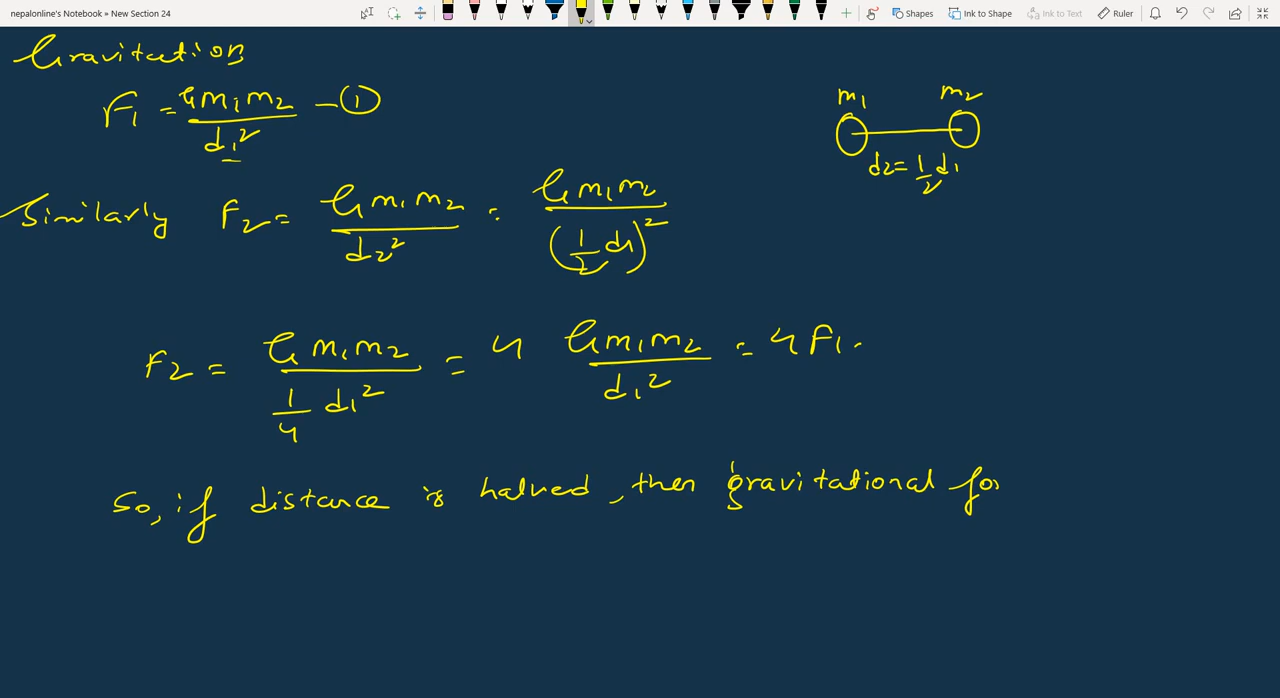 nepalonline's Notebook » New Section 24
Shapes Ink to Shape Ink to Text Ruler
Gravitation
F1 = Gm1m2/d1² — ①
m1 m2
d2 = 1/2 d1
Similarly F2 = Gm1m2/d2² = Gm1m2/(1/2 d1)²
F2 = Gm1m2/(1/4 d1²) = 4 Gm1m2/d1² = 4F1.
So, if distance is halved, then gravitational for